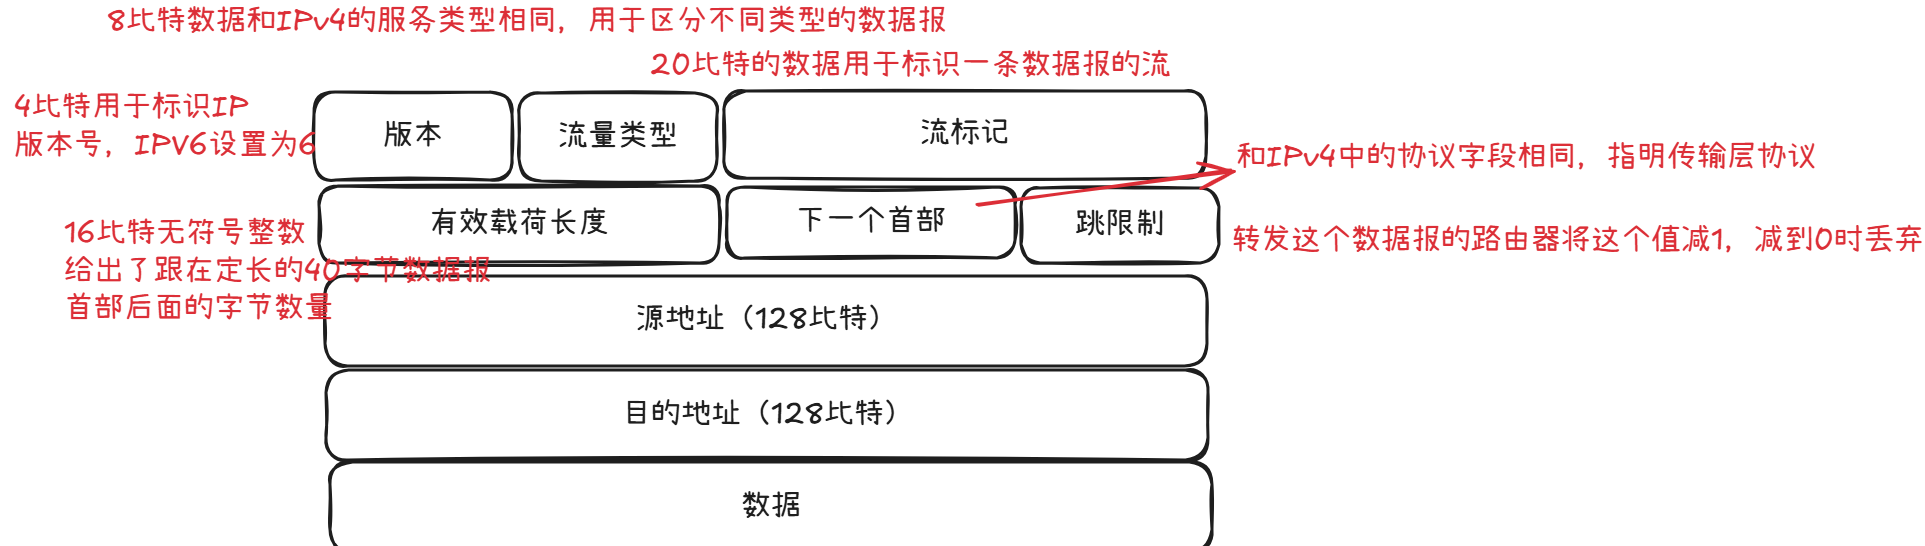 8比特数据和IPv4的服务类型相同，用于区分不同类型的数据报
20比特的数据用于标识一条数据报的流
4比特用于标识IP
版本号，IPV6设置为6
版本
流量类型
流标记
和IPv4中的协议字段相同，指明传输层协议
16比特无符号整数
给出了跟在定长的40字节数据报
首部后面的字节数量
有效载荷长度
下一个首部
跳限制
转发这个数据报的路由器将这个值减1，减到0时丢弃
源地址（128比特）
目的地址（128比特）
数据